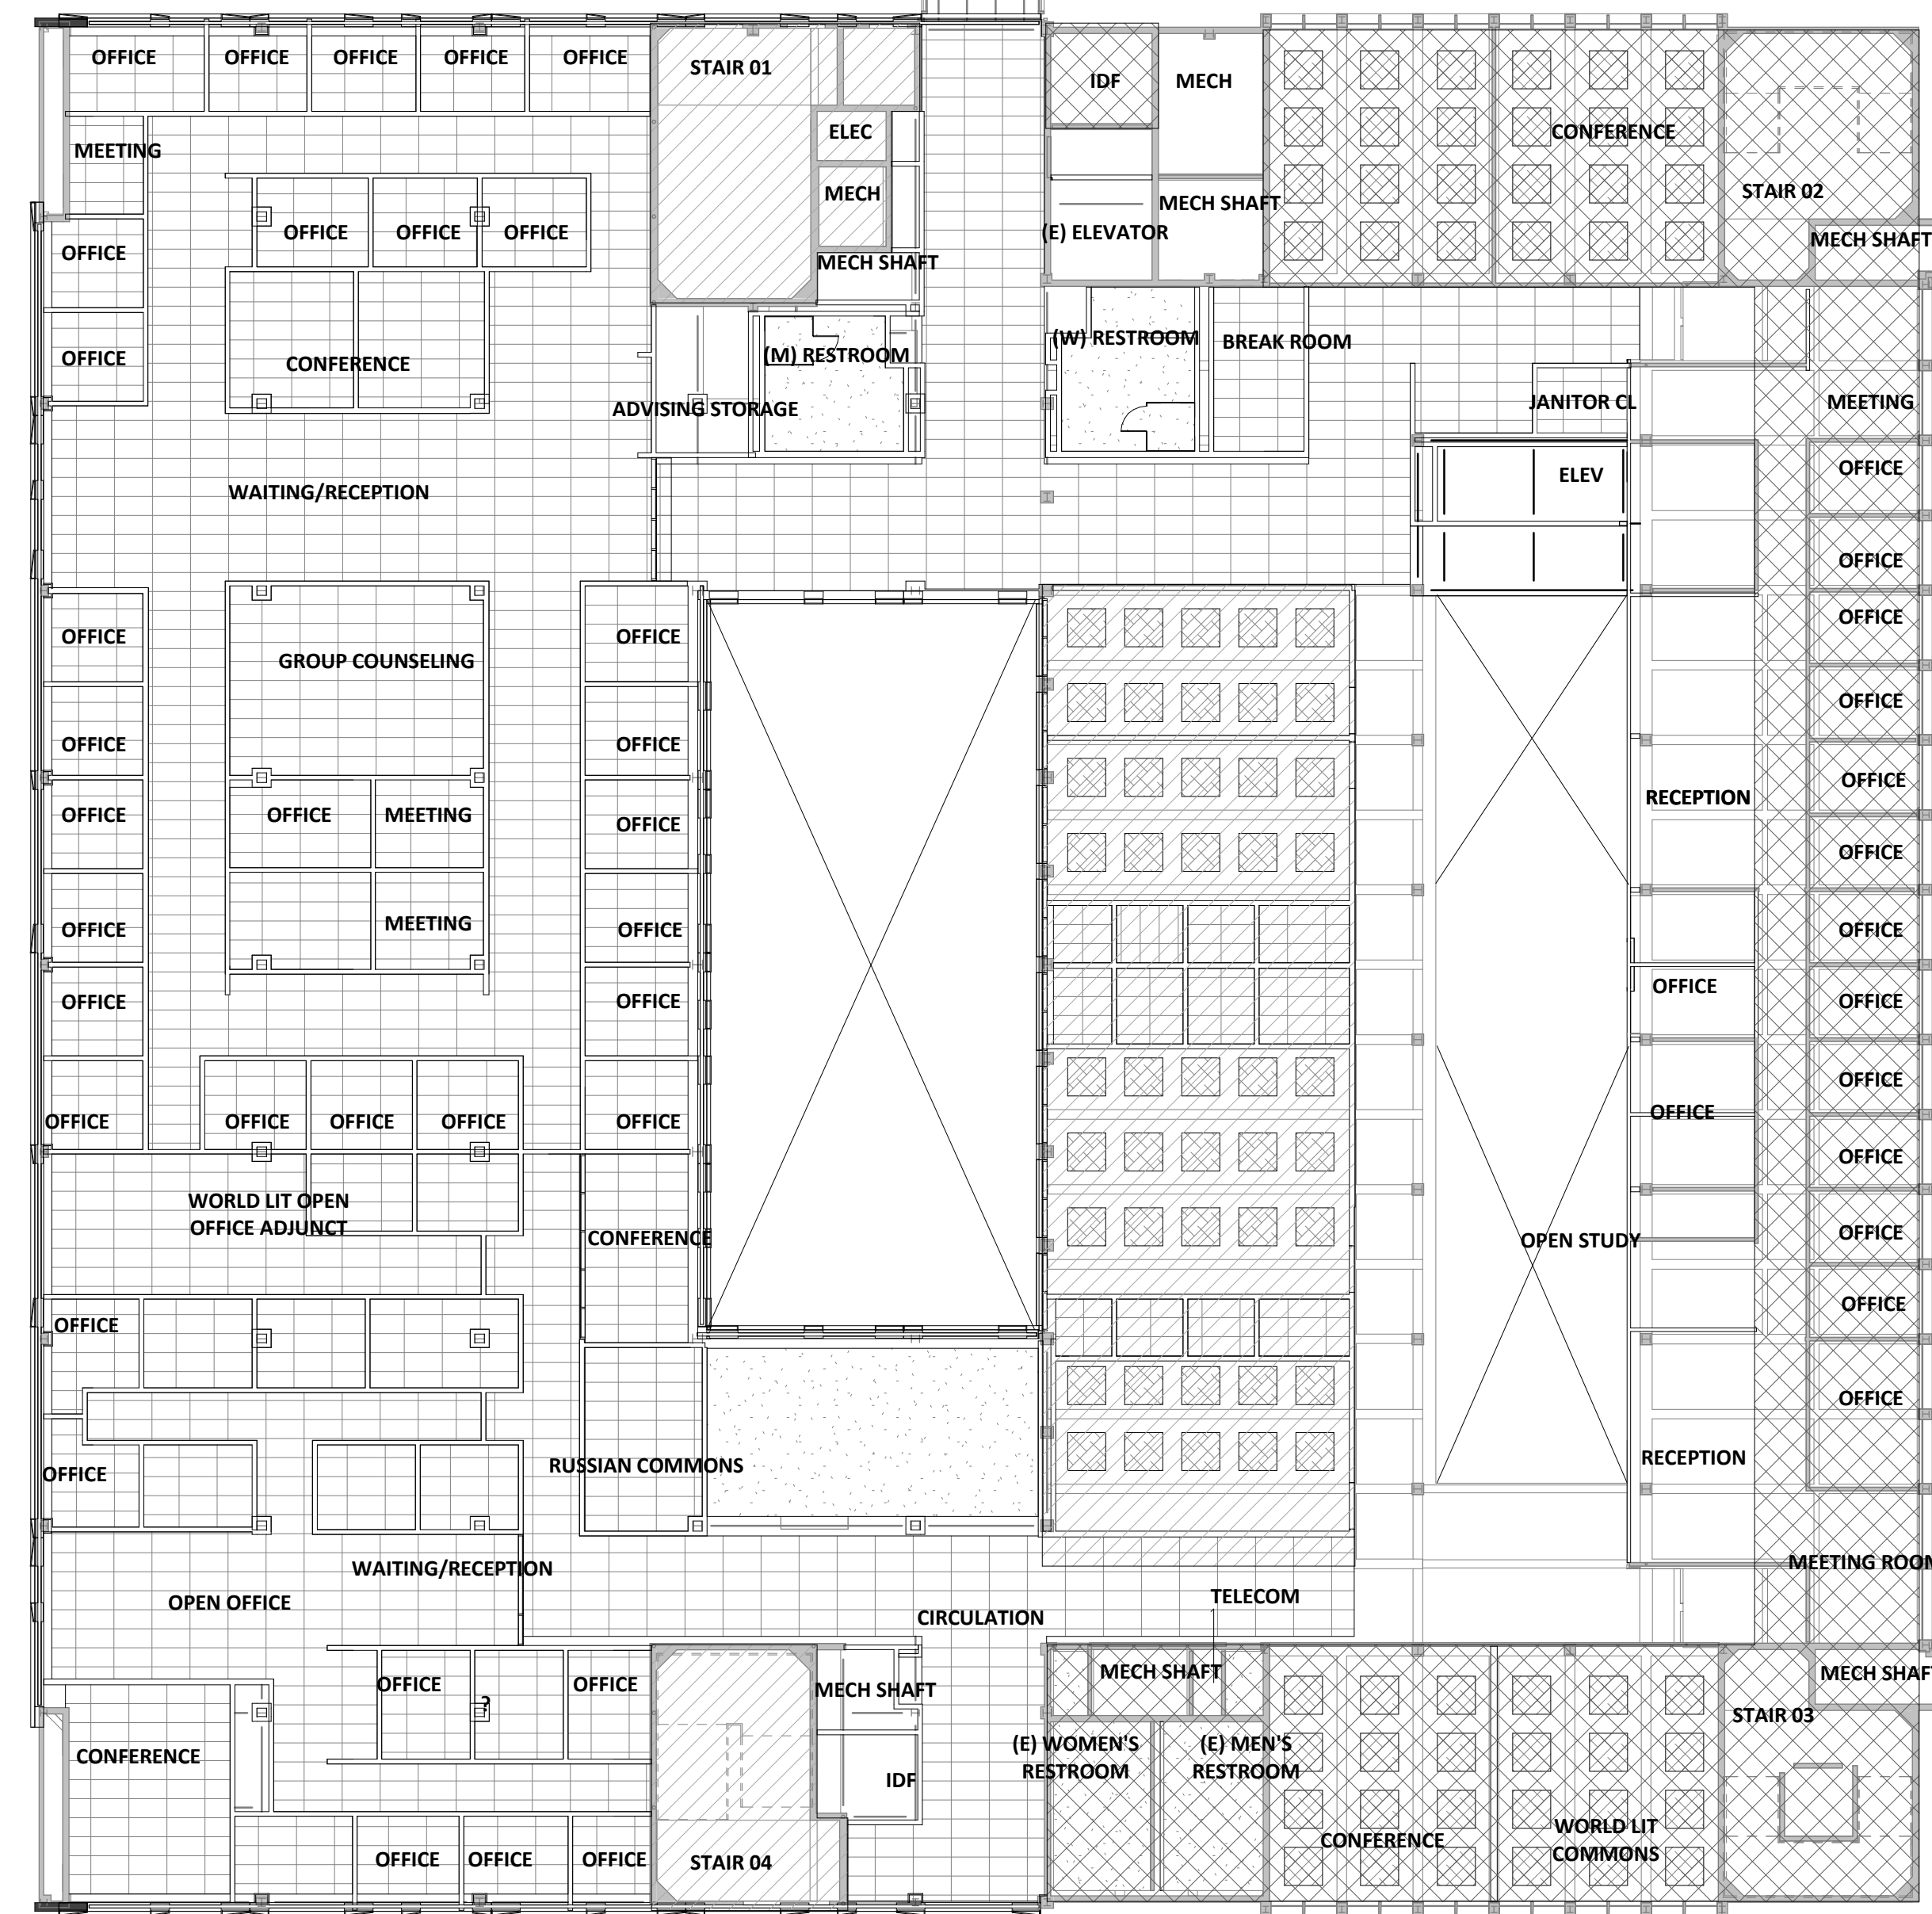 OFFICE
OFFICE
OFFICE
OFFICE
OFFICE
STAIR 01
IDF
MECH
ELEC
CONFERENCE
MEETING
MECH
STAIR 02
MECH SHAFT
OFFICE
OFFICE
OFFICE
(E) ELEVATOR
MECH SHAFT
OFFICE
MECH SHAFT
(M) RESTROOM
(W) RESTROOM
BREAK ROOM
OFFICE
CONFERENCE
ADVISING STORAGE
JANITOR CL
MEETING
WAITING/RECEPTION
ELEV
OFFICE
OFFICE
OFFICE
OFFICE
OFFICE
GROUP COUNSELING
OFFICE
OFFICE
OFFICE
OFFICE
RECEPTION
OFFICE
OFFICE
OFFICE
MEETING
OFFICE
OFFICE
OFFICE
MEETING
OFFICE
OFFICE
OFFICE
OFFICE
OFFICE
OFFICE
OFFICE
OFFICE
OFFICE
OFFICE
OFFICE
OFFICE
OFFICE
OFFICE
WORLD LIT OPEN
OFFICE ADJUNCT
CONFERENCE
OPEN STUDY
OFFICE
OFFICE
OFFICE
OFFICE
OFFICE
RUSSIAN COMMONS
RECEPTION
WAITING/RECEPTION
MEETING ROOM
OPEN OFFICE
TELECOM
CIRCULATION
OFFICE
?
OFFICE
MECH SHAFT
MECH SHAFT
MECH SHAF
STAIR 03
CONFERENCE
(E) WOMEN'S
RESTROOM
(E) MEN'S
RESTROOM
IDF
OFFICE
OFFICE
OFFICE
STAIR 04
CONFERENCE
WORLD LIT
COMMONS